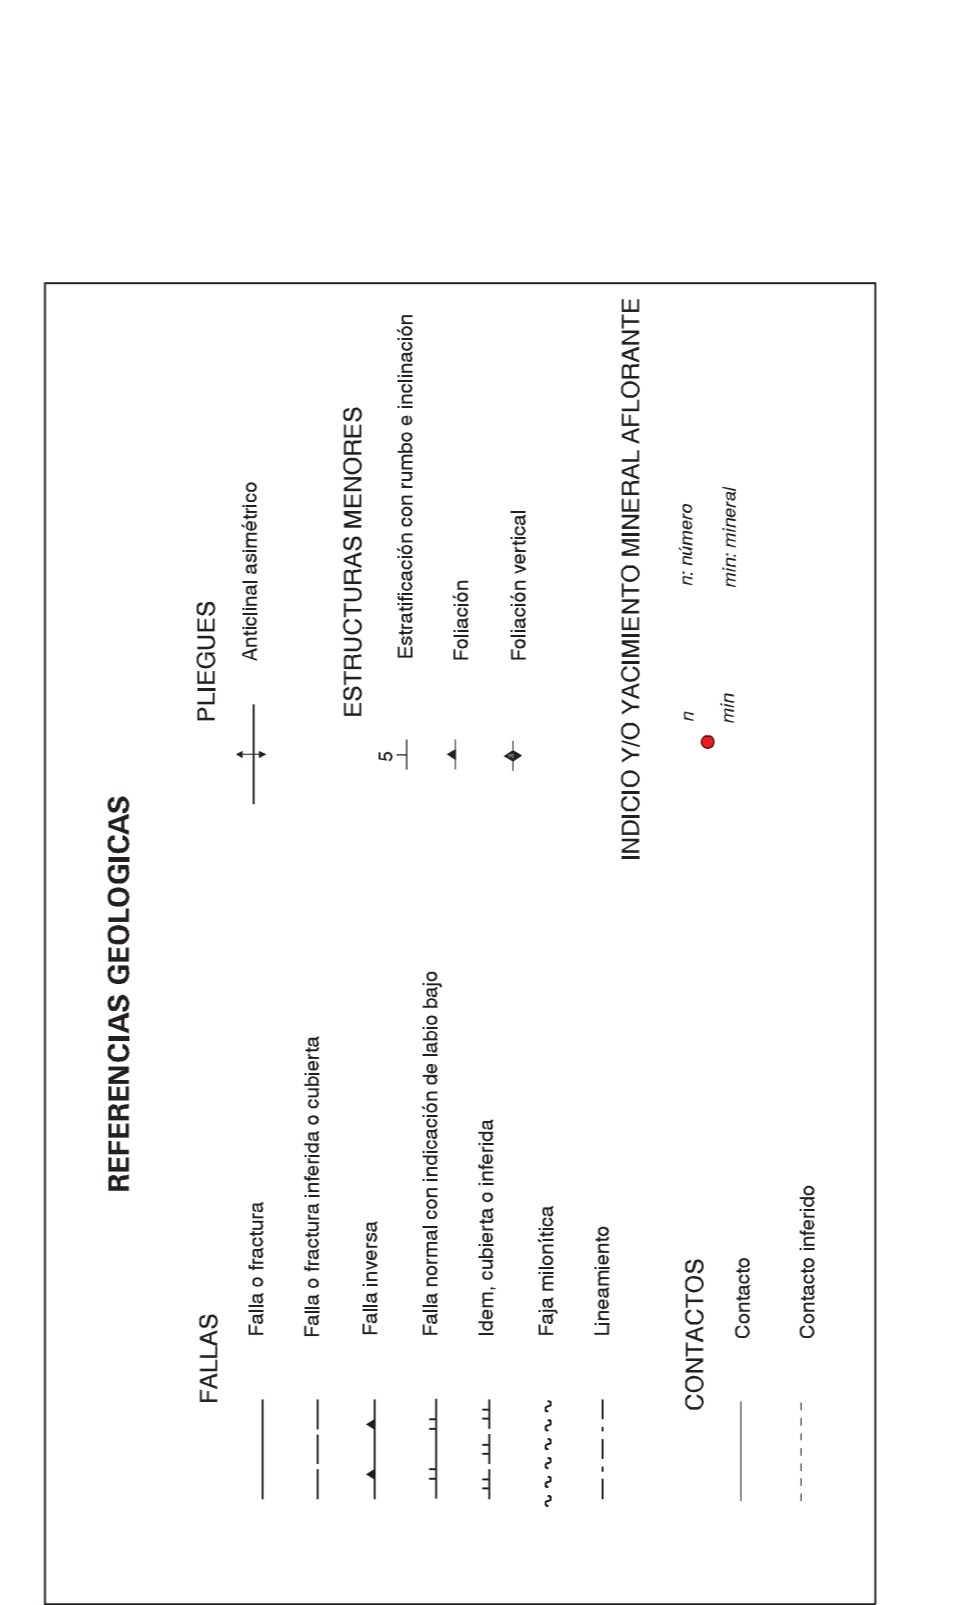 REFERENCIAS GEOLOGICAS
FALLAS
Falla o fractura
Falla o fractura inferida o cubierta
Falla inversa
Falla normal con indicación de labio bajo
Idem, cubierta o inferida
Faja milonítica
Lineamiento
CONTACTOS
Contacto
Contacto inferido
PLIEGUES
Anticlinal asimétrico
ESTRUCTURAS MENORES
5
Estratificación con rumbo e inclinación
Foliación
Foliación vertical
INDICIO Y/O YACIMIENTO MINERAL AFLORANTE
n
n: número
min
min: mineral